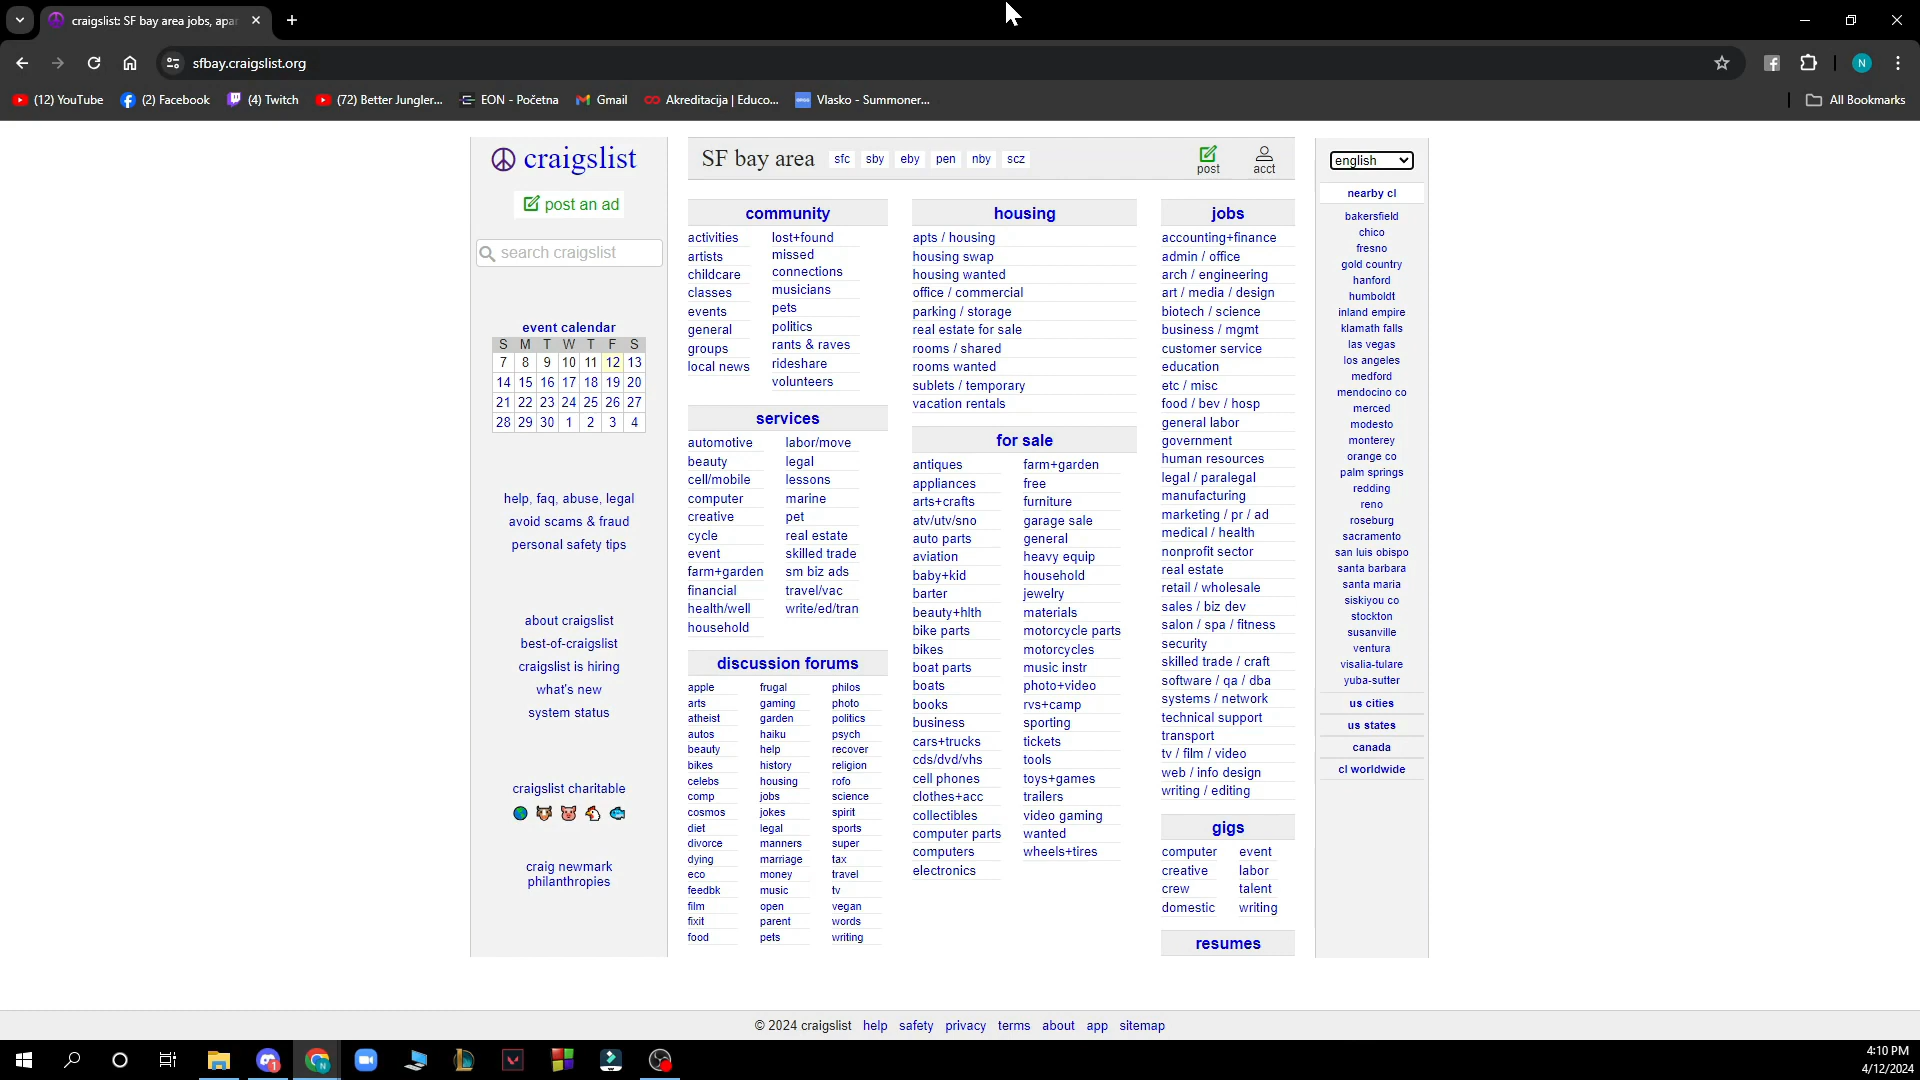 craigslist: SF bay area jobs, apar
sfbay.craigslist.org
(12) YouTube
(2) Facebook
(4) Twitch
(72) Better Jungler...
EON - Početna
Gmail
Akreditacija | Educo...
Vlasko - Summoner...
All Bookmarks
N
craigslist
post an ad
search craigslist
event calendar
S M T W T F S
7 8 9 10 11 12 13
14 15 16 17 18 19 20
21 22 23 24 25 26 27
28 29 30 1 2 3 4
help, faq, abuse, legal
avoid scams & fraud
personal safety tips
about craigslist
best-of-craigslist
craigslist is hiring
what's new
system status
craigslist charitable
craig newmark
philanthropies
SF bay area sfc sby eby pen nby scz
post
acct
community
activities
artists
childcare
classes
events
general
groups
local news
lost+found
missed
connections
musicians
pets
politics
rants & raves
rideshare
volunteers
services
automotive
beauty
cell/mobile
computer
creative
cycle
event
farm+garden
financial
health/well
household
labor/move
legal
lessons
marine
pet
real estate
skilled trade
sm biz ads
travel/vac
write/ed/tran
discussion forums
apple
arts
atheist
autos
beauty
bikes
celebs
comp
cosmos
diet
divorce
dying
eco
feedbk
film
fixit
food
frugal
gaming
garden
haiku
help
history
housing
jobs
jokes
legal
manners
marriage
money
music
open
parent
pets
philos
photo
politics
psych
recover
religion
rofo
science
spirit
sports
super
tax
travel
tv
vegan
words
writing
housing
apts / housing
housing swap
housing wanted
office / commercial
parking / storage
real estate for sale
rooms / shared
rooms wanted
sublets / temporary
vacation rentals
for sale
antiques
appliances
arts+crafts
atv/utv/sno
auto parts
aviation
baby+kid
barter
beauty+hlth
bike parts
bikes
boat parts
boats
books
business
cars+trucks
cds/dvd/vhs
cell phones
clothes+acc
collectibles
computer parts
computers
electronics
farm+garden
free
furniture
garage sale
general
heavy equip
household
jewelry
materials
motorcycle parts
motorcycles
music instr
photo+video
rvs+camp
sporting
tickets
tools
toys+games
trailers
video gaming
wanted
wheels+tires
jobs
accounting+finance
admin / office
arch / engineering
art / media / design
biotech / science
business / mgmt
customer service
education
etc / misc
food / bev / hosp
general labor
government
human resources
legal / paralegal
manufacturing
marketing / pr / ad
medical / health
nonprofit sector
real estate
retail / wholesale
sales / biz dev
salon / spa / fitness
security
skilled trade / craft
software / qa / dba
systems / network
technical support
transport
tv / film / video
web / info design
writing / editing
gigs
computer
creative
crew
domestic
event
labor
talent
writing
resumes
english
nearby cl
bakersfield
chico
fresno
gold country
hanford
humboldt
inland empire
klamath falls
las vegas
los angeles
medford
mendocino co
merced
modesto
monterey
orange co
palm springs
redding
reno
roseburg
sacramento
san luis obispo
santa barbara
santa maria
siskiyou co
stockton
susanville
ventura
visalia-tulare
yuba-sutter
us cities
us states
canada
cl worldwide
© 2024 craigslist help safety privacy terms about app sitemap
4:10 PM
4/12/2024